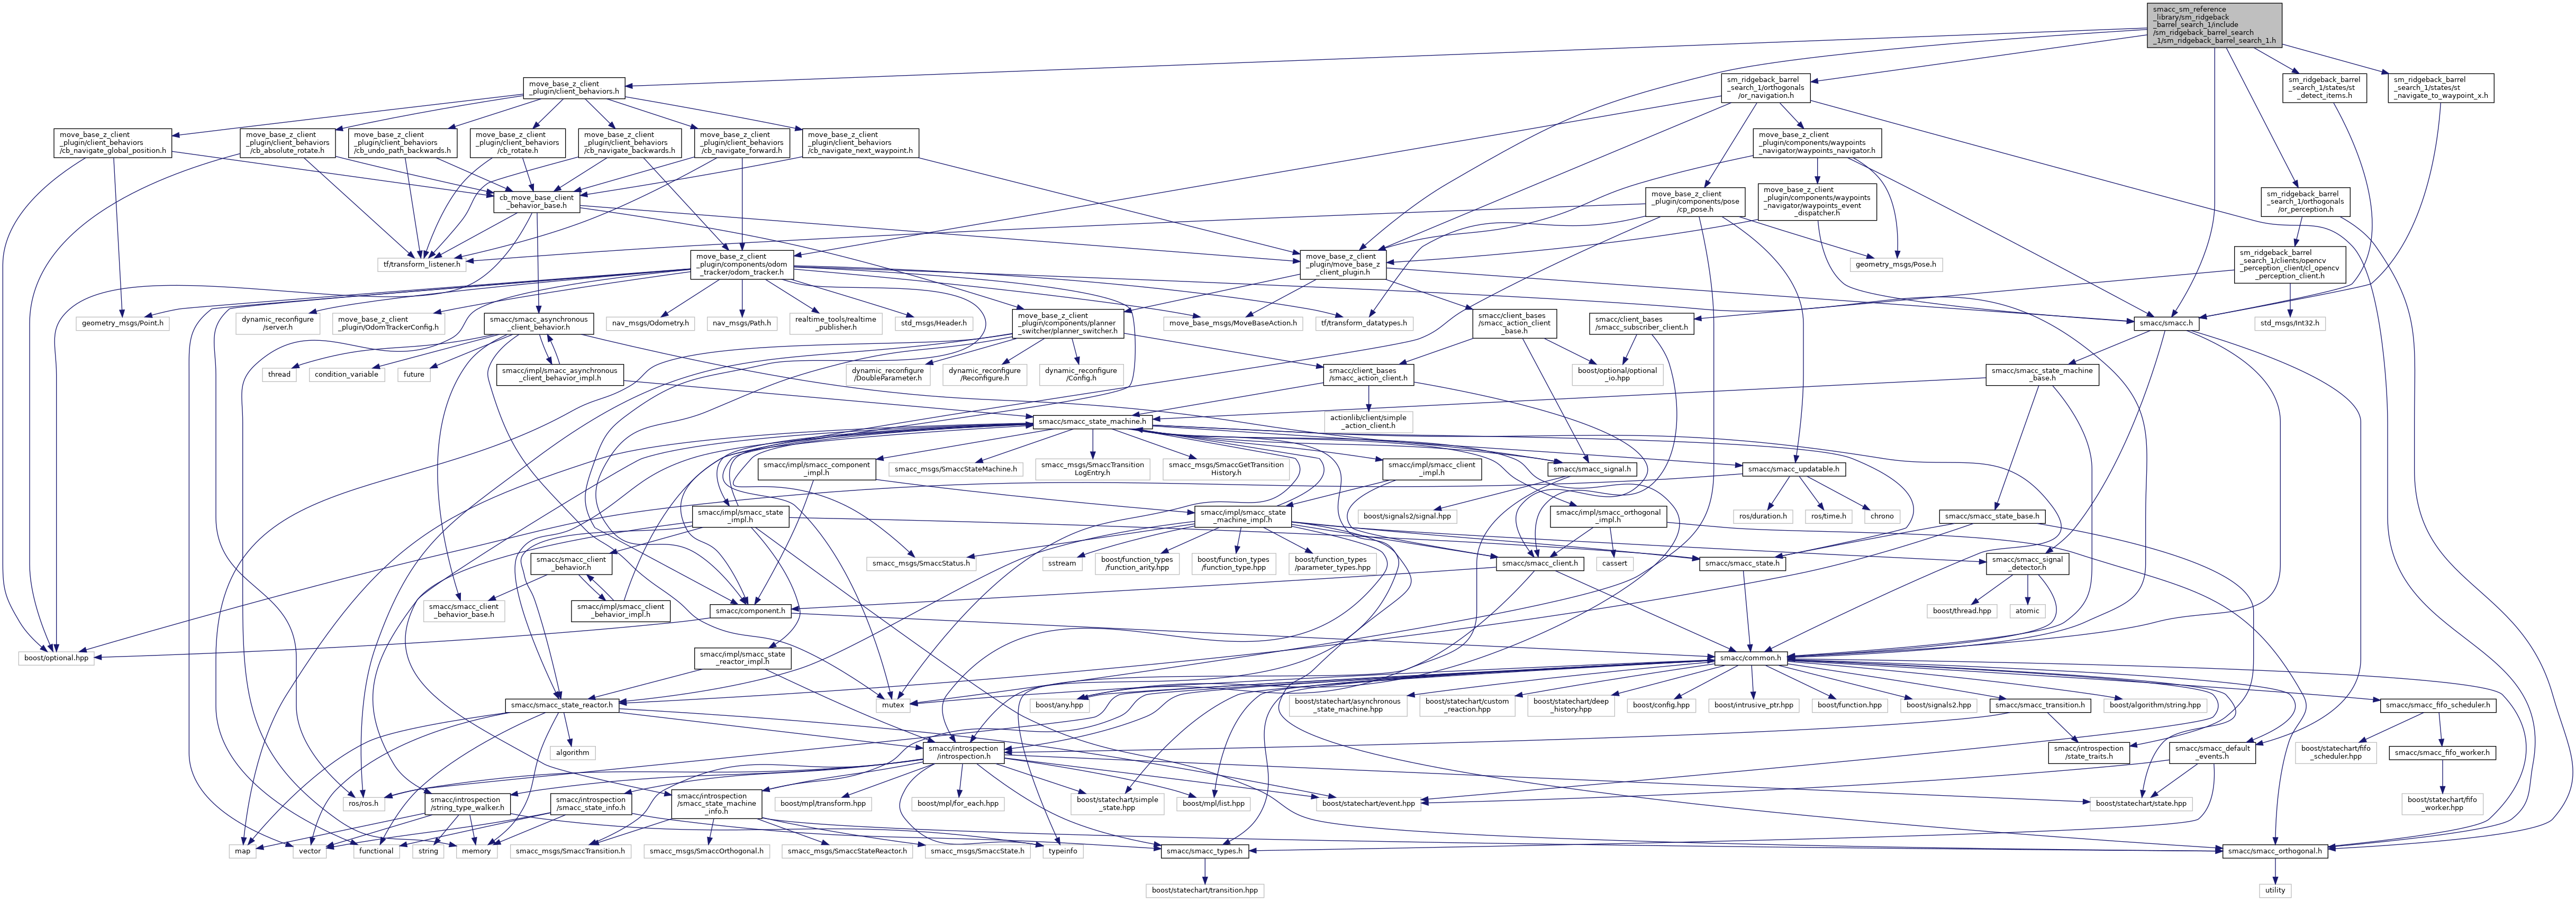 smacc_sm_reference
_library/sm_ridgeback
_barrel_search_1/include
/sm_ridgeback_barrel_search
_1/sm_ridgeback_barrel_search_1.h
move_base_z_client
_plugin/client_behaviors.h
sm_ridgeback_barrel
_search_1/orthogonals
/or_navigation.h
sm_ridgeback_barrel
_search_1/states/st
_detect_items.h
sm_ridgeback_barrel
_search_1/states/st
_navigate_to_waypoint_x.h
move_base_z_client
_plugin/client_behaviors
/cb_navigate_global_position.h
move_base_z_client
_plugin/client_behaviors
/cb_absolute_rotate.h
move_base_z_client
_plugin/client_behaviors
/cb_undo_path_backwards.h
move_base_z_client
_plugin/client_behaviors
/cb_rotate.h
move_base_z_client
_plugin/client_behaviors
/cb_navigate_backwards.h
move_base_z_client
_plugin/client_behaviors
/cb_navigate_forward.h
move_base_z_client
_plugin/client_behaviors
/cb_navigate_next_waypoint.h
move_base_z_client
_plugin/components/waypoints
_navigator/waypoints_navigator.h
cb_move_base_client
_behavior_base.h
move_base_z_client
_plugin/components/pose
/cp_pose.h
move_base_z_client
_plugin/components/waypoints
_navigator/waypoints_event
_dispatcher.h
sm_ridgeback_barrel
_search_1/orthogonals
/or_perception.h
tf/transform_listener.h
move_base_z_client
_plugin/components/odom
_tracker/odom_tracker.h
move_base_z_client
_plugin/move_base_z
_client_plugin.h
geometry_msgs/Pose.h
sm_ridgeback_barrel
_search_1/clients/opencv
_perception_client/cl_opencv
_perception_client.h
geometry_msgs/Point.h
dynamic_reconfigure
/server.h
move_base_z_client
_plugin/OdomTrackerConfig.h
smacc/smacc_asynchronous
_client_behavior.h
nav_msgs/Odometry.h
nav_msgs/Path.h
realtime_tools/realtime
_publisher.h
std_msgs/Header.h
move_base_z_client
_plugin/components/planner
_switcher/planner_switcher.h
move_base_msgs/MoveBaseAction.h
tf/transform_datatypes.h
smacc/client_bases
/smacc_action_client
_base.h
smacc/client_bases
/smacc_subscriber_client.h
smacc/smacc.h
std_msgs/Int32.h
thread
condition_variable
future
smacc/impl/smacc_asynchronous
_client_behavior_impl.h
dynamic_reconfigure
/DoubleParameter.h
dynamic_reconfigure
/Reconfigure.h
dynamic_reconfigure
/Config.h
smacc/client_bases
/smacc_action_client.h
boost/optional/optional
_io.hpp
smacc/smacc_state_machine
_base.h
smacc/smacc_state_machine.h
actionlib/client/simple
_action_client.h
smacc/impl/smacc_component
_impl.h
smacc_msgs/SmaccStateMachine.h
smacc_msgs/SmaccTransition
LogEntry.h
smacc_msgs/SmaccGetTransition
History.h
smacc/impl/smacc_client
_impl.h
smacc/smacc_signal.h
smacc/smacc_updatable.h
smacc/impl/smacc_state
_impl.h
smacc/impl/smacc_state
_machine_impl.h
boost/signals2/signal.hpp
smacc/impl/smacc_orthogonal
_impl.h
ros/duration.h
ros/time.h
chrono
smacc/smacc_state_base.h
smacc/smacc_client
_behavior.h
smacc_msgs/SmaccStatus.h
sstream
boost/function_types
/function_arity.hpp
boost/function_types
/function_type.hpp
boost/function_types
/parameter_types.hpp
smacc/smacc_client.h
cassert
smacc/smacc_state.h
smacc/smacc_signal
_detector.h
smacc/smacc_client
_behavior_base.h
smacc/impl/smacc_client
_behavior_impl.h
smacc/component.h
boost/thread.hpp
atomic
boost/optional.hpp
smacc/impl/smacc_state
_reactor_impl.h
smacc/common.h
smacc/smacc_state_reactor.h
mutex
boost/any.hpp
boost/statechart/asynchronous
_state_machine.hpp
boost/statechart/custom
_reaction.hpp
boost/statechart/deep
_history.hpp
boost/config.hpp
boost/intrusive_ptr.hpp
boost/function.hpp
boost/signals2.hpp
smacc/smacc_transition.h
boost/algorithm/string.hpp
smacc/smacc_fifo_scheduler.h
algorithm
smacc/introspection
/introspection.h
smacc/introspection
/state_traits.h
smacc/smacc_default
_events.h
boost/statechart/fifo
_scheduler.hpp
smacc/smacc_fifo_worker.h
ros/ros.h
smacc/introspection
/string_type_walker.h
smacc/introspection
/smacc_state_info.h
smacc/introspection
/smacc_state_machine
_info.h
boost/mpl/transform.hpp
boost/mpl/for_each.hpp
boost/statechart/simple
_state.hpp
boost/mpl/list.hpp
boost/statechart/event.hpp
boost/statechart/state.hpp
boost/statechart/fifo
_worker.hpp
map
vector
functional
string
memory
smacc_msgs/SmaccTransition.h
smacc_msgs/SmaccOrthogonal.h
smacc_msgs/SmaccStateReactor.h
smacc_msgs/SmaccState.h
typeinfo
smacc/smacc_types.h
smacc/smacc_orthogonal.h
boost/statechart/transition.hpp
utility